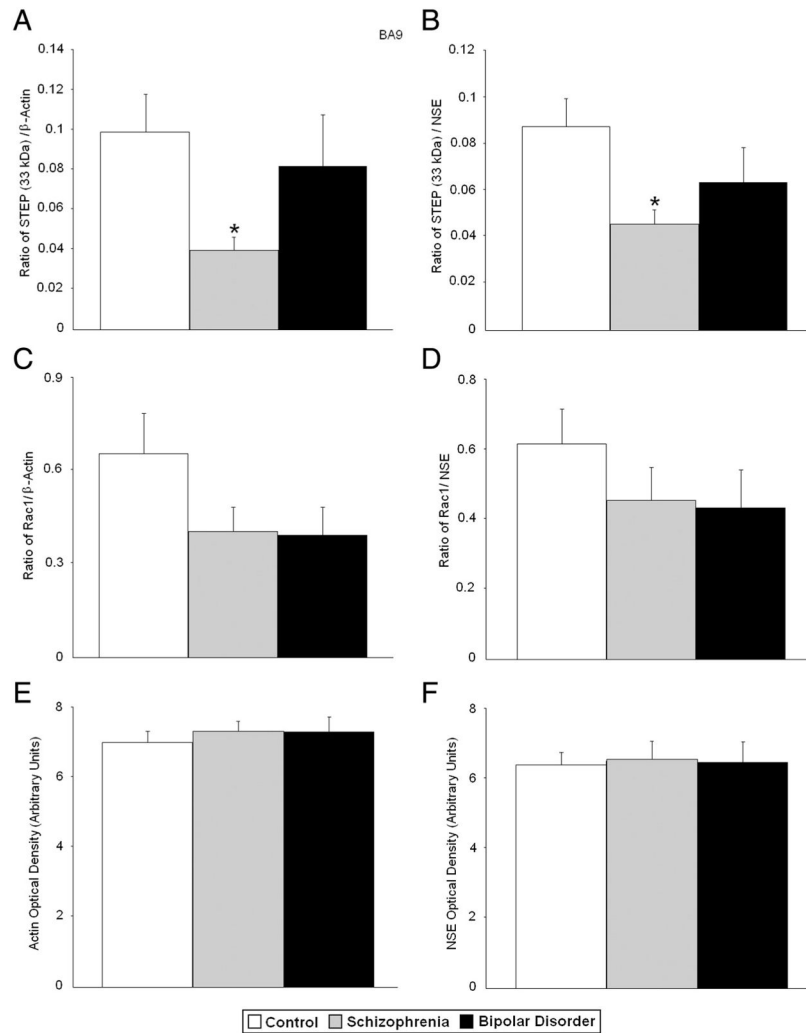 A
BA9
Ratio of STEP (33 kDa) /β-Actin
0.14
0.12
0.1
0.08
0.06
0.04
0.02
0
*
B
Ratio of STEP (33 kDa) / NSE
0.12
0.1
0.08
0.06
0.04
0.02
0
*
C
Ratio of Rac1/β-Actin
0.9
0.6
0.3
0
D
Ratio of Rac1/ NSE
0.8
0.6
0.4
0.2
0
E
Actin Optical Density (Arbitrary Units)
8
6
4
2
0
F
NSE Optical Density (Arbitrary Units)
8
6
4
2
0
Control Schizophrenia Bipolar Disorder